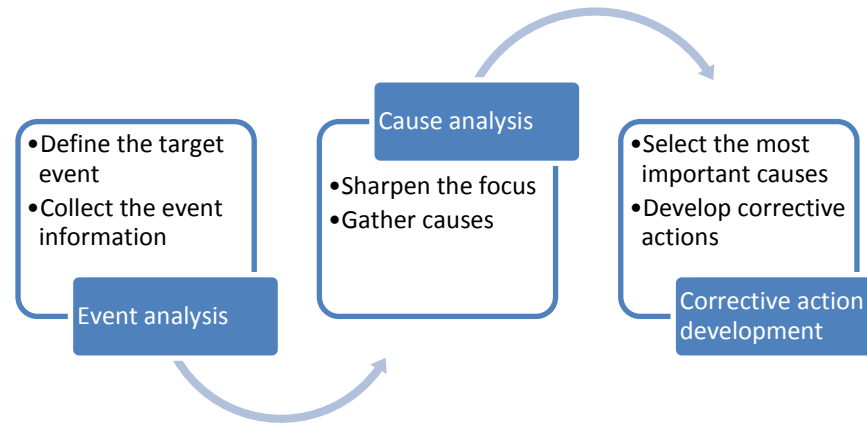 •Define the target
event
•Collect the event
information
Event analysis
Cause analysis
•Sharpen the focus
•Gather causes
•Select the most
important causes
•Develop corrective
actions
Corrective action
development